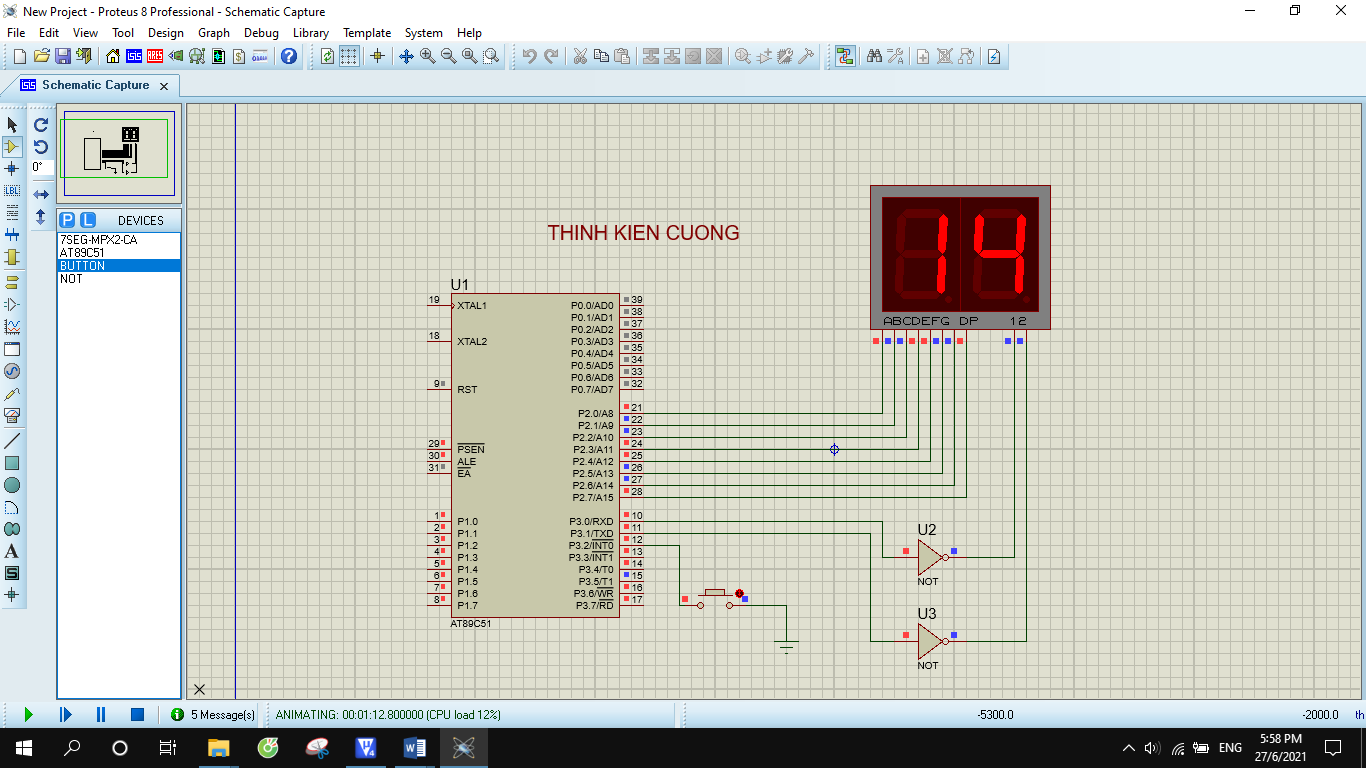 New Project - Proteus 8 Professional - Schematic Capture
File Edit View Tool Design Graph Debug Library Template System Help
Schematic Capture
0°
LBL
P L DEVICES
7SEG-MPX2-CA
AT89C51
BUTTON
NOT
THINH KIEN CUONG
14
ABCDEFG DP 12
U1
19 XTAL1
18 XTAL2
9 RST
29 PSEN
30 ALE
31 EA
1 P1.0
2 P1.1
3 P1.2
4 P1.3
5 P1.4
6 P1.5
7 P1.6
8 P1.7
P0.0/AD0 39
P0.1/AD1 38
P0.2/AD2 37
P0.3/AD3 36
P0.4/AD4 35
P0.5/AD5 34
P0.6/AD6 33
P0.7/AD7 32
P2.0/A8 21
P2.1/A9 22
P2.2/A10 23
P2.3/A11 24
P2.4/A12 25
P2.5/A13 26
P2.6/A14 27
P2.7/A15 28
P3.0/RXD 10
P3.1/TXD 11
P3.2/INT0 12
P3.3/INT1 13
P3.4/T0 14
P3.5/T1 15
P3.6/WR 16
P3.7/RD 17
AT89C51
U2
NOT
U3
NOT
5 Message(s) ANIMATING: 00:01:12.800000 (CPU load 12%) -5300.0 -2000.0 th
ENG 5:58 PM
27/6/2021